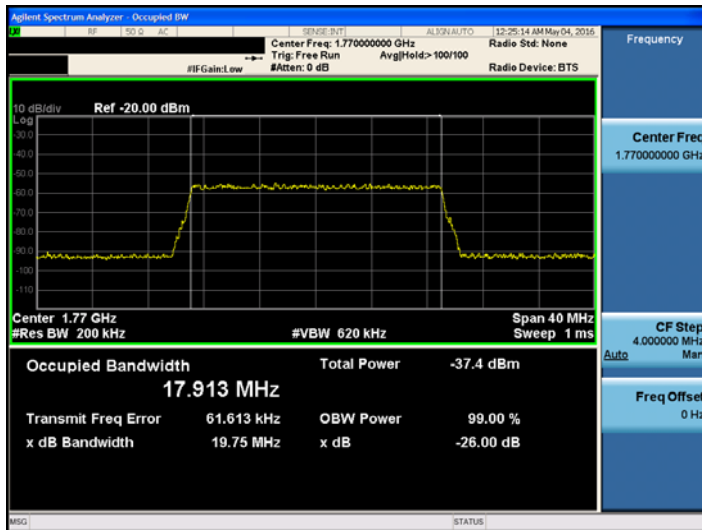 Agilent Spectrum Analyzer - Occupied BW
RF 50 Ω AC SENSE:INT ALIGN AUTO 12:25:14 AM May 04, 2016
Center Freq: 1.770000000 GHz Radio Std: None
Trig: Free Run Avg|Hold:> 100/100
#IFGain:Low #Atten: 0 dB Radio Device: BTS
Frequency
10 dB/div Ref -20.00 dBm
Log
-30.0
-40.0
-50.0
-60.0
-70.0
-80.0
-90.0
-100
-110
Center 1.77 GHz Span 40 MHz
#Res BW 200 kHz #VBW 620 kHz Sweep 1 ms
Occupied Bandwidth Total Power -37.4 dBm
17.913 MHz
Transmit Freq Error 61.613 kHz OBW Power 99.00 %
x dB Bandwidth 19.75 MHz x dB -26.00 dB
Center Freq
1.770000000 GHz
CF Step
4.000000 MHz
Auto Man
Freq Offset
0 Hz
MSG STATUS